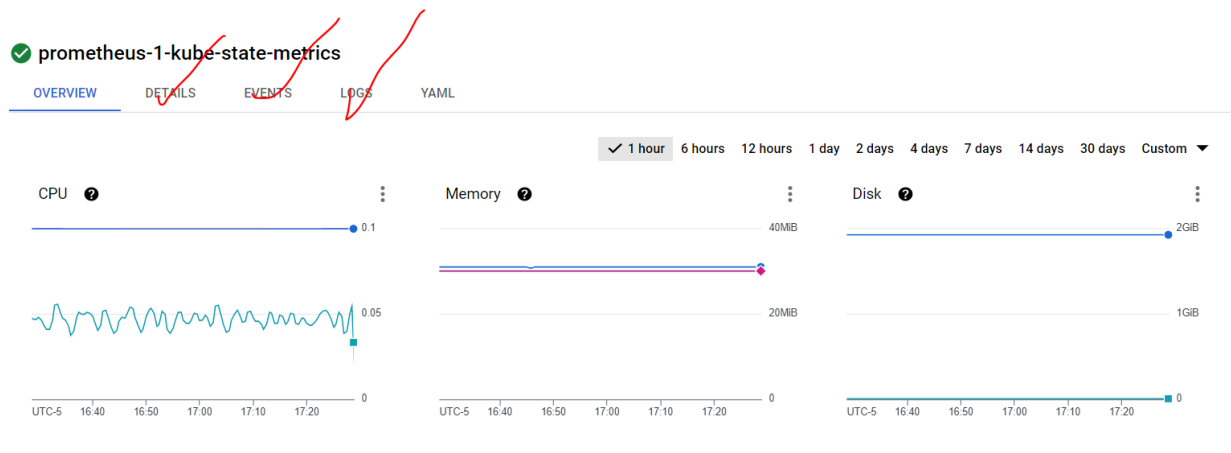 prometheus-1-kube-state-metrics
OVERVIEW DETAILS EVENTS LOGS YAML
1 hour 6 hours 12 hours 1 day 2 days 4 days 7 days 14 days 30 days Custom
CPU
0.1
0.05
0
UTC-5 16:40 16:50 17:00 17:10 17:20
Memory
40MiB
20MiB
0
UTC-5 16:40 16:50 17:00 17:10 17:20
Disk
2GiB
1GiB
0
UTC-5 16:40 16:50 17:00 17:10 17:20